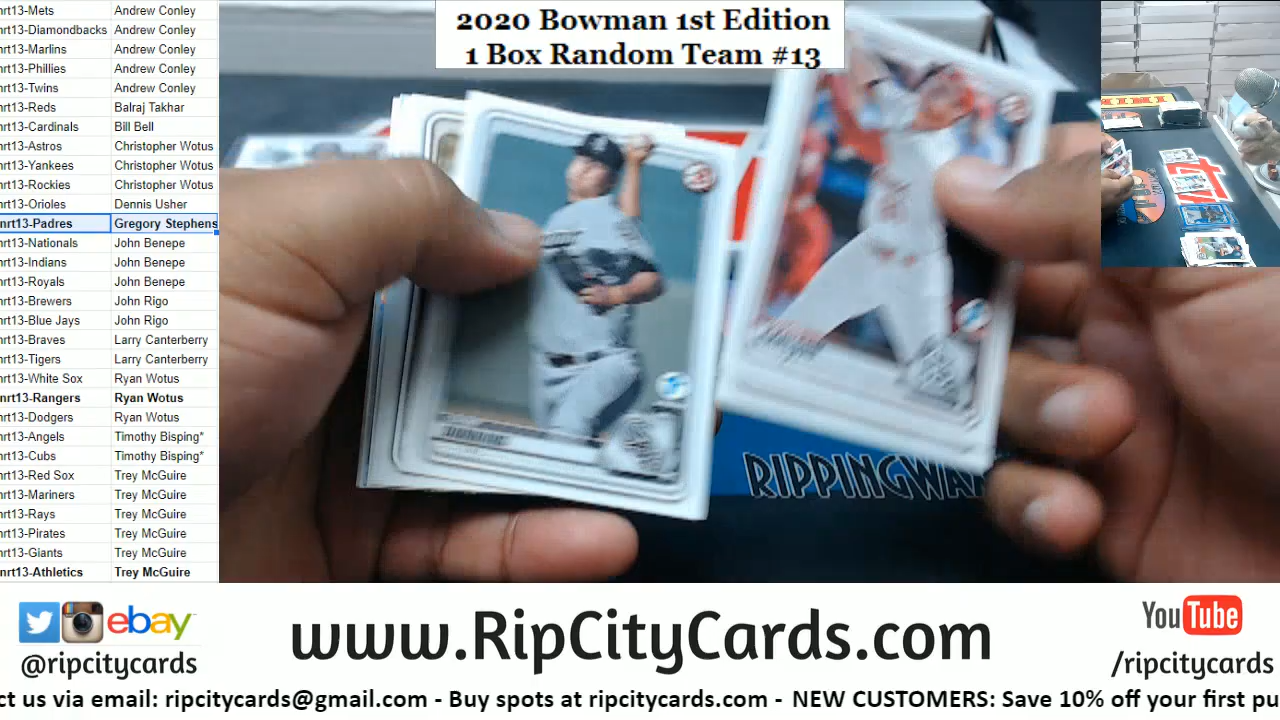 2020 Bowman 1st Edition
1 Box Random Team #13
nrt13-Mets Andrew Conley
nrt13-Diamondbacks Andrew Conley
nrt13-Marlins Andrew Conley
nrt13-Phillies Andrew Conley
nrt13-Twins Andrew Conley
nrt13-Reds Balraj Takhar
nrt13-Cardinals Bill Bell
nrt13-Astros Christopher Wotus
nrt13-Yankees Christopher Wotus
nrt13-Rockies Christopher Wotus
nrt13-Orioles Dennis Usher
nrt13-Padres Gregory Stephens
nrt13-Nationals John Benepe
nrt13-Indians John Benepe
nrt13-Royals John Benepe
nrt13-Brewers John Rigo
nrt13-Blue Jays John Rigo
nrt13-Braves Larry Canterberry
nrt13-Tigers Larry Canterberry
nrt13-White Sox Ryan Wotus
nrt13-Rangers Ryan Wotus
nrt13-Dodgers Ryan Wotus
nrt13-Angels Timothy Bisping*
nrt13-Cubs Timothy Bisping*
nrt13-Red Sox Trey McGuire
nrt13-Mariners Trey McGuire
nrt13-Rays Trey McGuire
nrt13-Pirates Trey McGuire
nrt13-Giants Trey McGuire
nrt13-Athletics Trey McGuire
RIPPINGWAX
ebay
@ripcitycards
www.RipCityCards.com
YouTube
/ripcitycards
ct us via email: ripcitycards@gmail.com - Buy spots at ripcitycards.com - NEW CUSTOMERS: Save 10% off your first pu